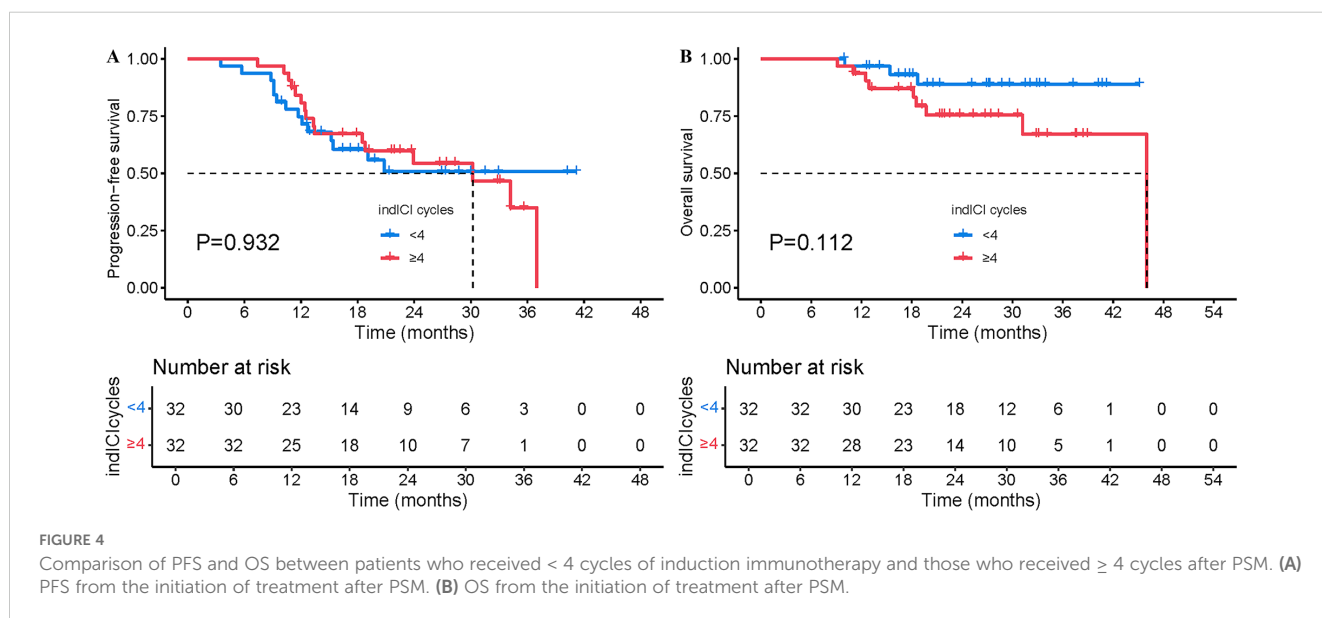 A
1.00
0.75
0.50
0.25
0.00
Progression-free survival
indICI cycles
<4
≥4
P=0.932
0 6 12 18 24 30 36 42 48
Time (months)
B
1.00
0.75
0.50
0.25
0.00
Overall survival
indICI cycles
<4
≥4
P=0.112
0 6 12 18 24 30 36 42 48 54
Time (months)
Number at risk
indICIcycles
<4 32 30 23 14 9 6 3 0 0
≥4 32 32 25 18 10 7 1 0 0
0 6 12 18 24 30 36 42 48
Time (months)
Number at risk
indICIcycles
<4 32 32 30 23 18 12 6 1 0 0
≥4 32 32 28 23 14 10 5 1 0 0
0 6 12 18 24 30 36 42 48 54
Time (months)
FIGURE 4
Comparison of PFS and OS between patients who received < 4 cycles of induction immunotherapy and those who received ≥ 4 cycles after PSM. (A)
PFS from the initiation of treatment after PSM. (B) OS from the initiation of treatment after PSM.